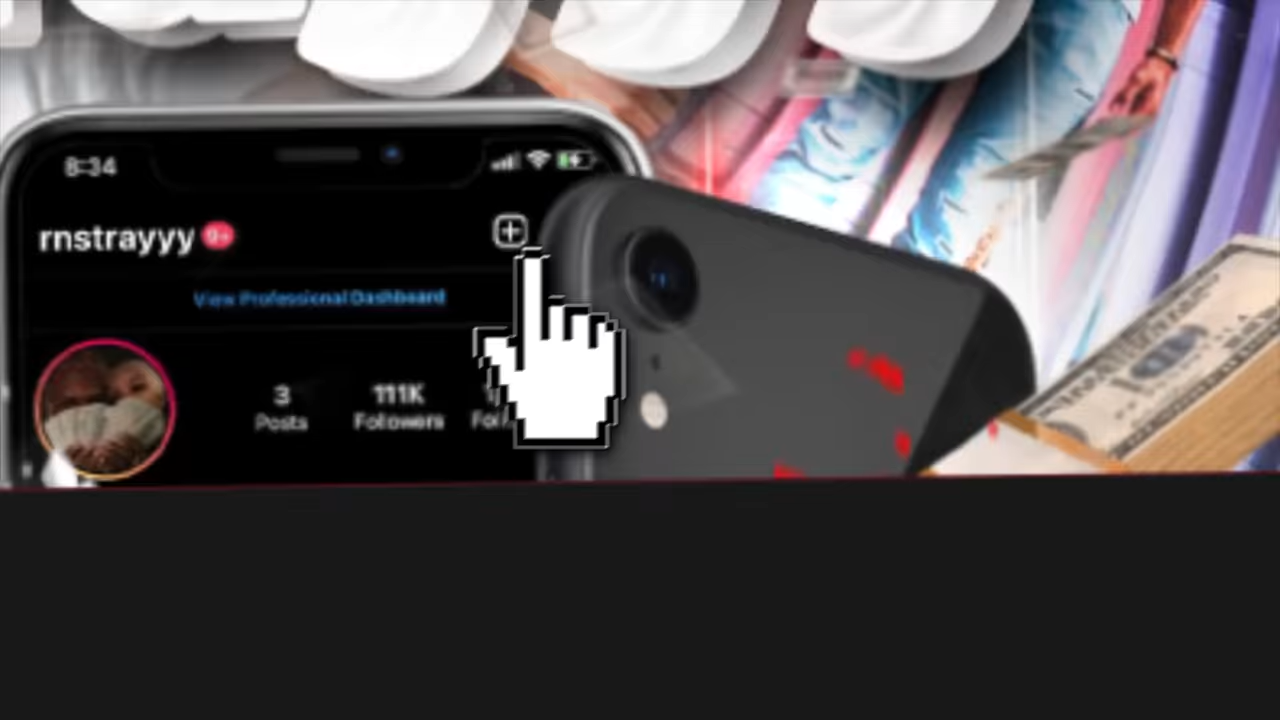 8:34
rnstrayyy 9+
View Professional Dashboard
3 111K
Posts Followers